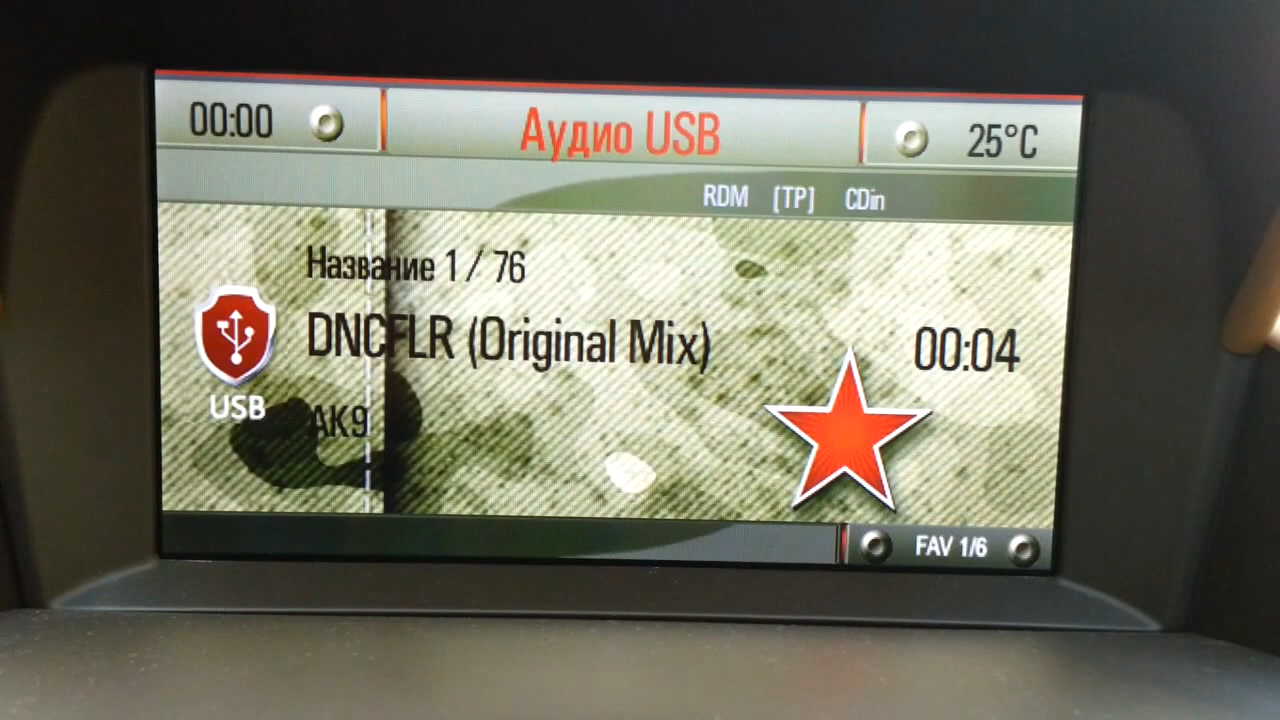 00:00 Аудио USB 25°C
RDM [TP] CDin
Название 1 / 76
DNCFLR (Original Mix) 00:04
USB
AK9
FAV 1/6